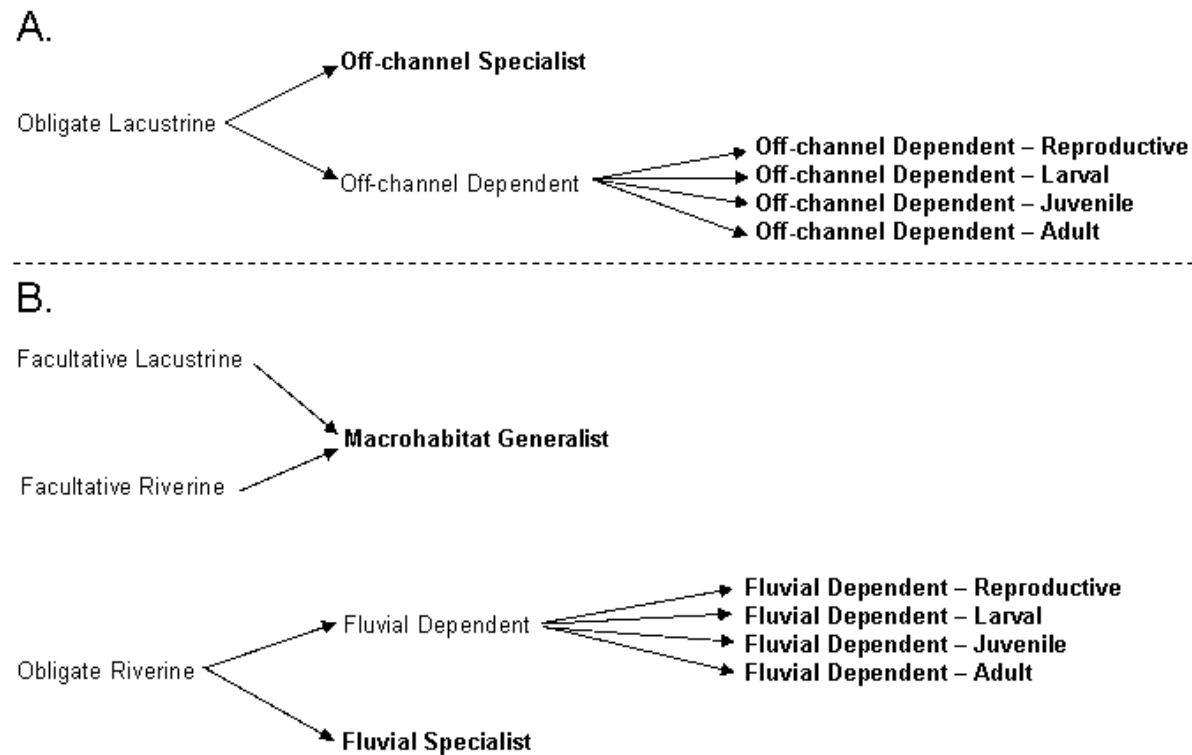 A.
Off-channel Specialist
Obligate Lacustrine
Off-channel Dependent
Off-channel Dependent – Reproductive
Off-channel Dependent – Larval
Off-channel Dependent – Juvenile
Off-channel Dependent – Adult
B.
Facultative Lacustrine
Macrohabitat Generalist
Facultative Riverine
Obligate Riverine
Fluvial Dependent
Fluvial Dependent – Reproductive
Fluvial Dependent – Larval
Fluvial Dependent – Juvenile
Fluvial Dependent – Adult
Fluvial Specialist